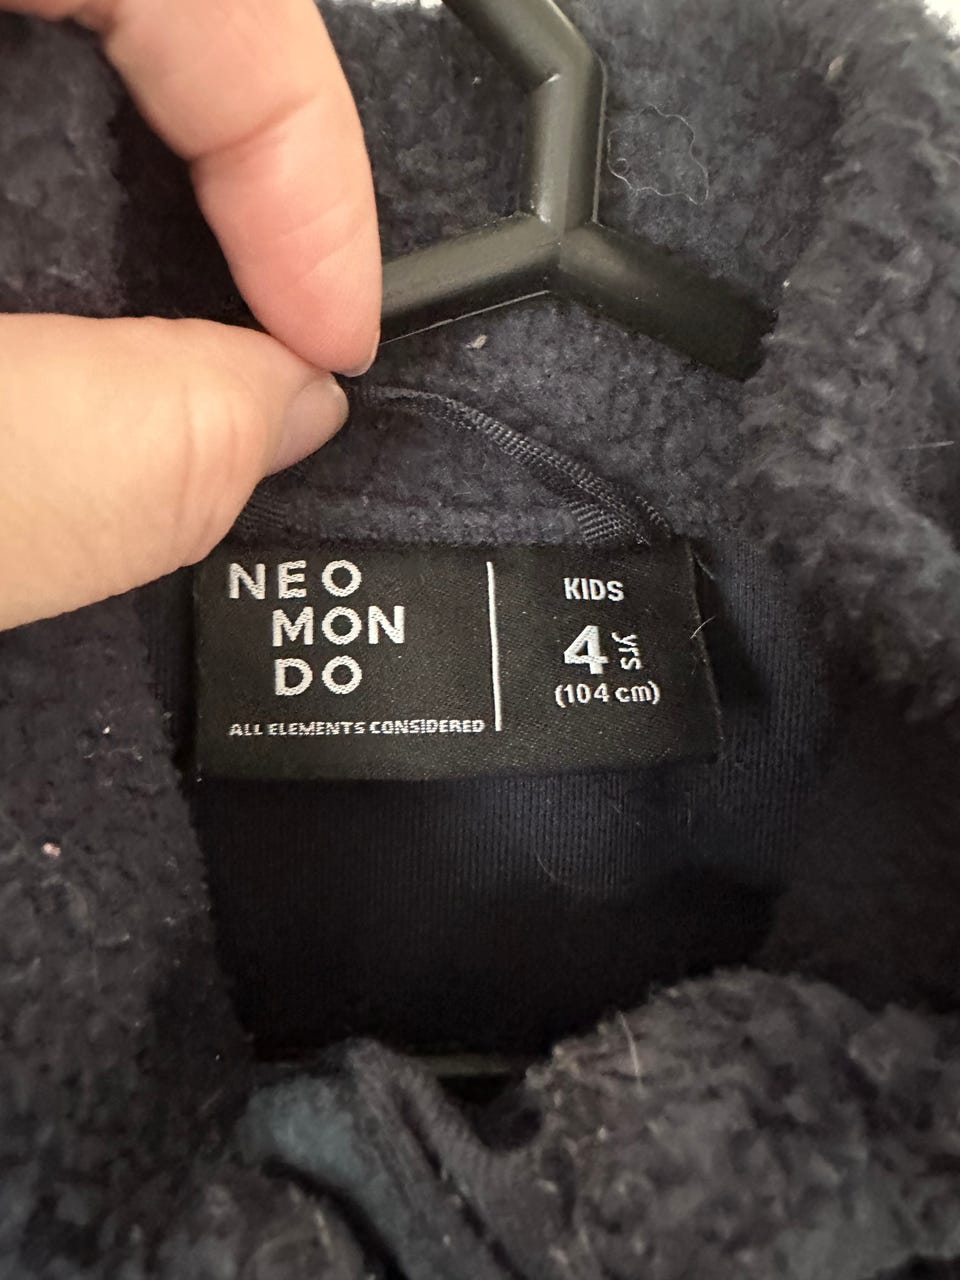 NEO
MON
DO
ALL ELEMENTS CONSIDERED
KIDS
4 yrs
(104 cm)